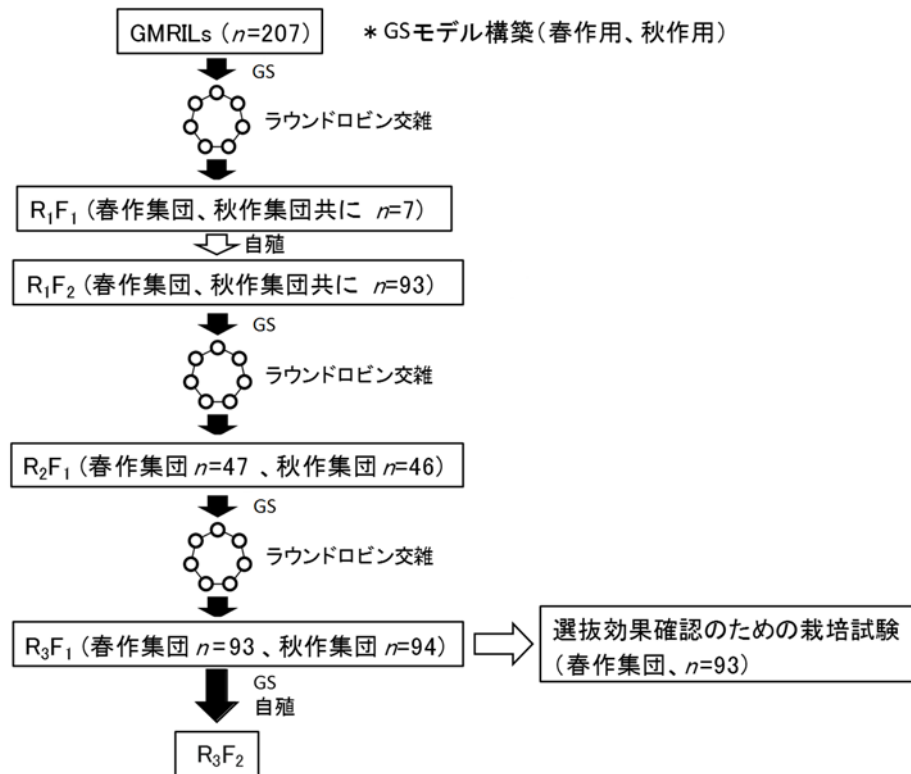 GMRILs (n=207)
*GSモデル構築(春作用、秋作用)
GS
ラウンドロビン交雑
R₁F₁(春作集団、秋作集団共に n=7)
自殖
R₁F₂(春作集団、秋作集団共に n=93)
GS
ラウンドロビン交雑
R₂F₁(春作集団n=47、秋作集団n=46)
GS
ラウンドロビン交雑
R₃F₁(春作集団n=93、秋作集団n=94)
選抜効果確認のための栽培試験
(春作集団、n=93)
GS
自殖
R₃F₂